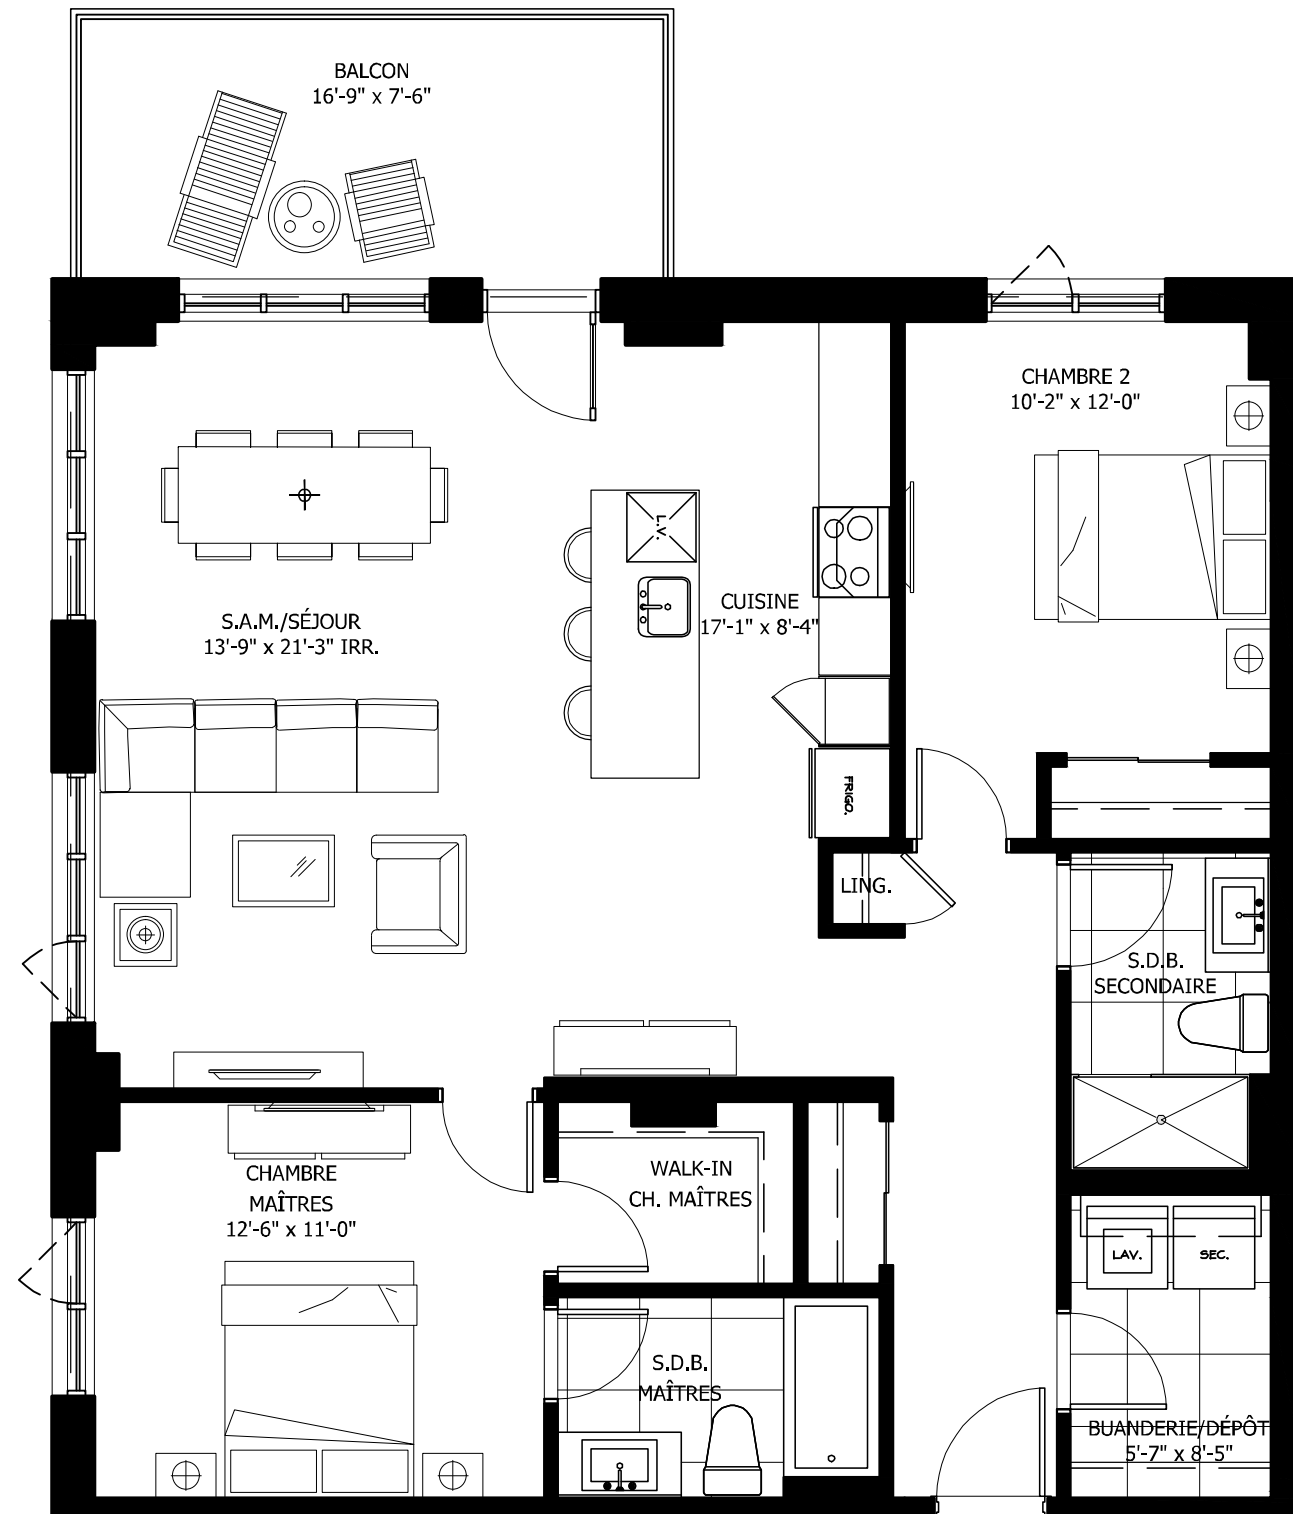 BALCON
16'-9" x 7'-6"
CHAMBRE 2
10'-2" x 12'-0"
L.V.
CUISINE
17'-1" x 8'-4"
S.A.M./SÉJOUR
13'-9" x 21'-3" IRR.
FRIGO.
LING.
S.D.B.
SECONDAIRE
CHAMBRE
MAÎTRES
12'-6" x 11'-0"
WALK-IN
CH. MAÎTRES
LAV.
SEC.
S.D.B.
MAÎTRES
BUANDERIE/DÉPÔT
5'-7" x 8'-5"